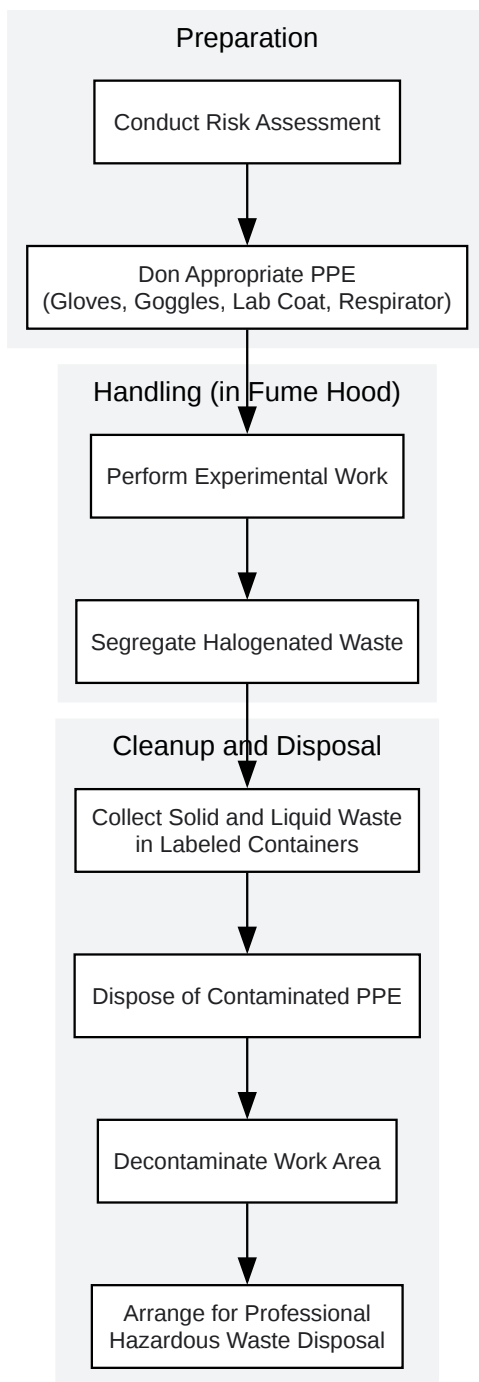 Preparation
Conduct Risk Assessment
Don Appropriate PPE
(Gloves, Goggles, Lab Coat, Respirator)
Handling (in Fume Hood)
Perform Experimental Work
Segregate Halogenated Waste
Cleanup and Disposal
Collect Solid and Liquid Waste
in Labeled Containers
Dispose of Contaminated PPE
Decontaminate Work Area
Arrange for Professional
Hazardous Waste Disposal